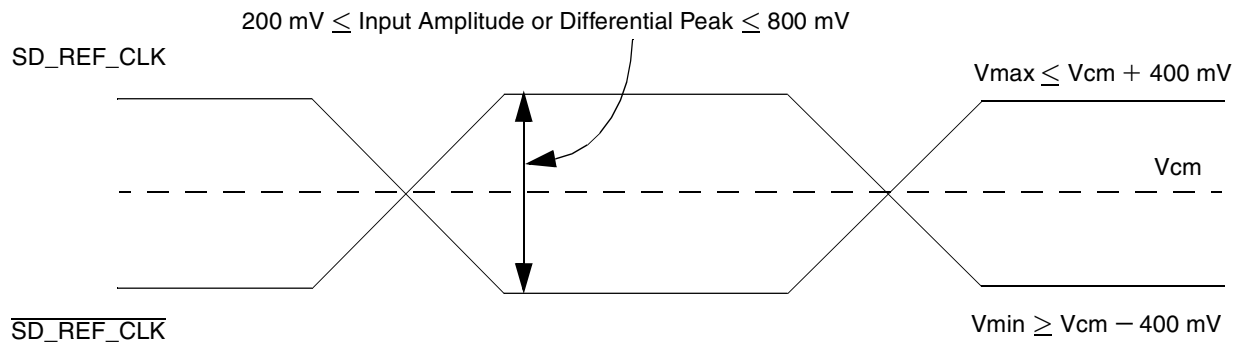 200 mV ≤ Input Amplitude or Differential Peak ≤ 800 mV
SD_REF_CLK
Vmax ≤ Vcm + 400 mV
Vcm
SD_REF_CLK
Vmin ≥ Vcm − 400 mV